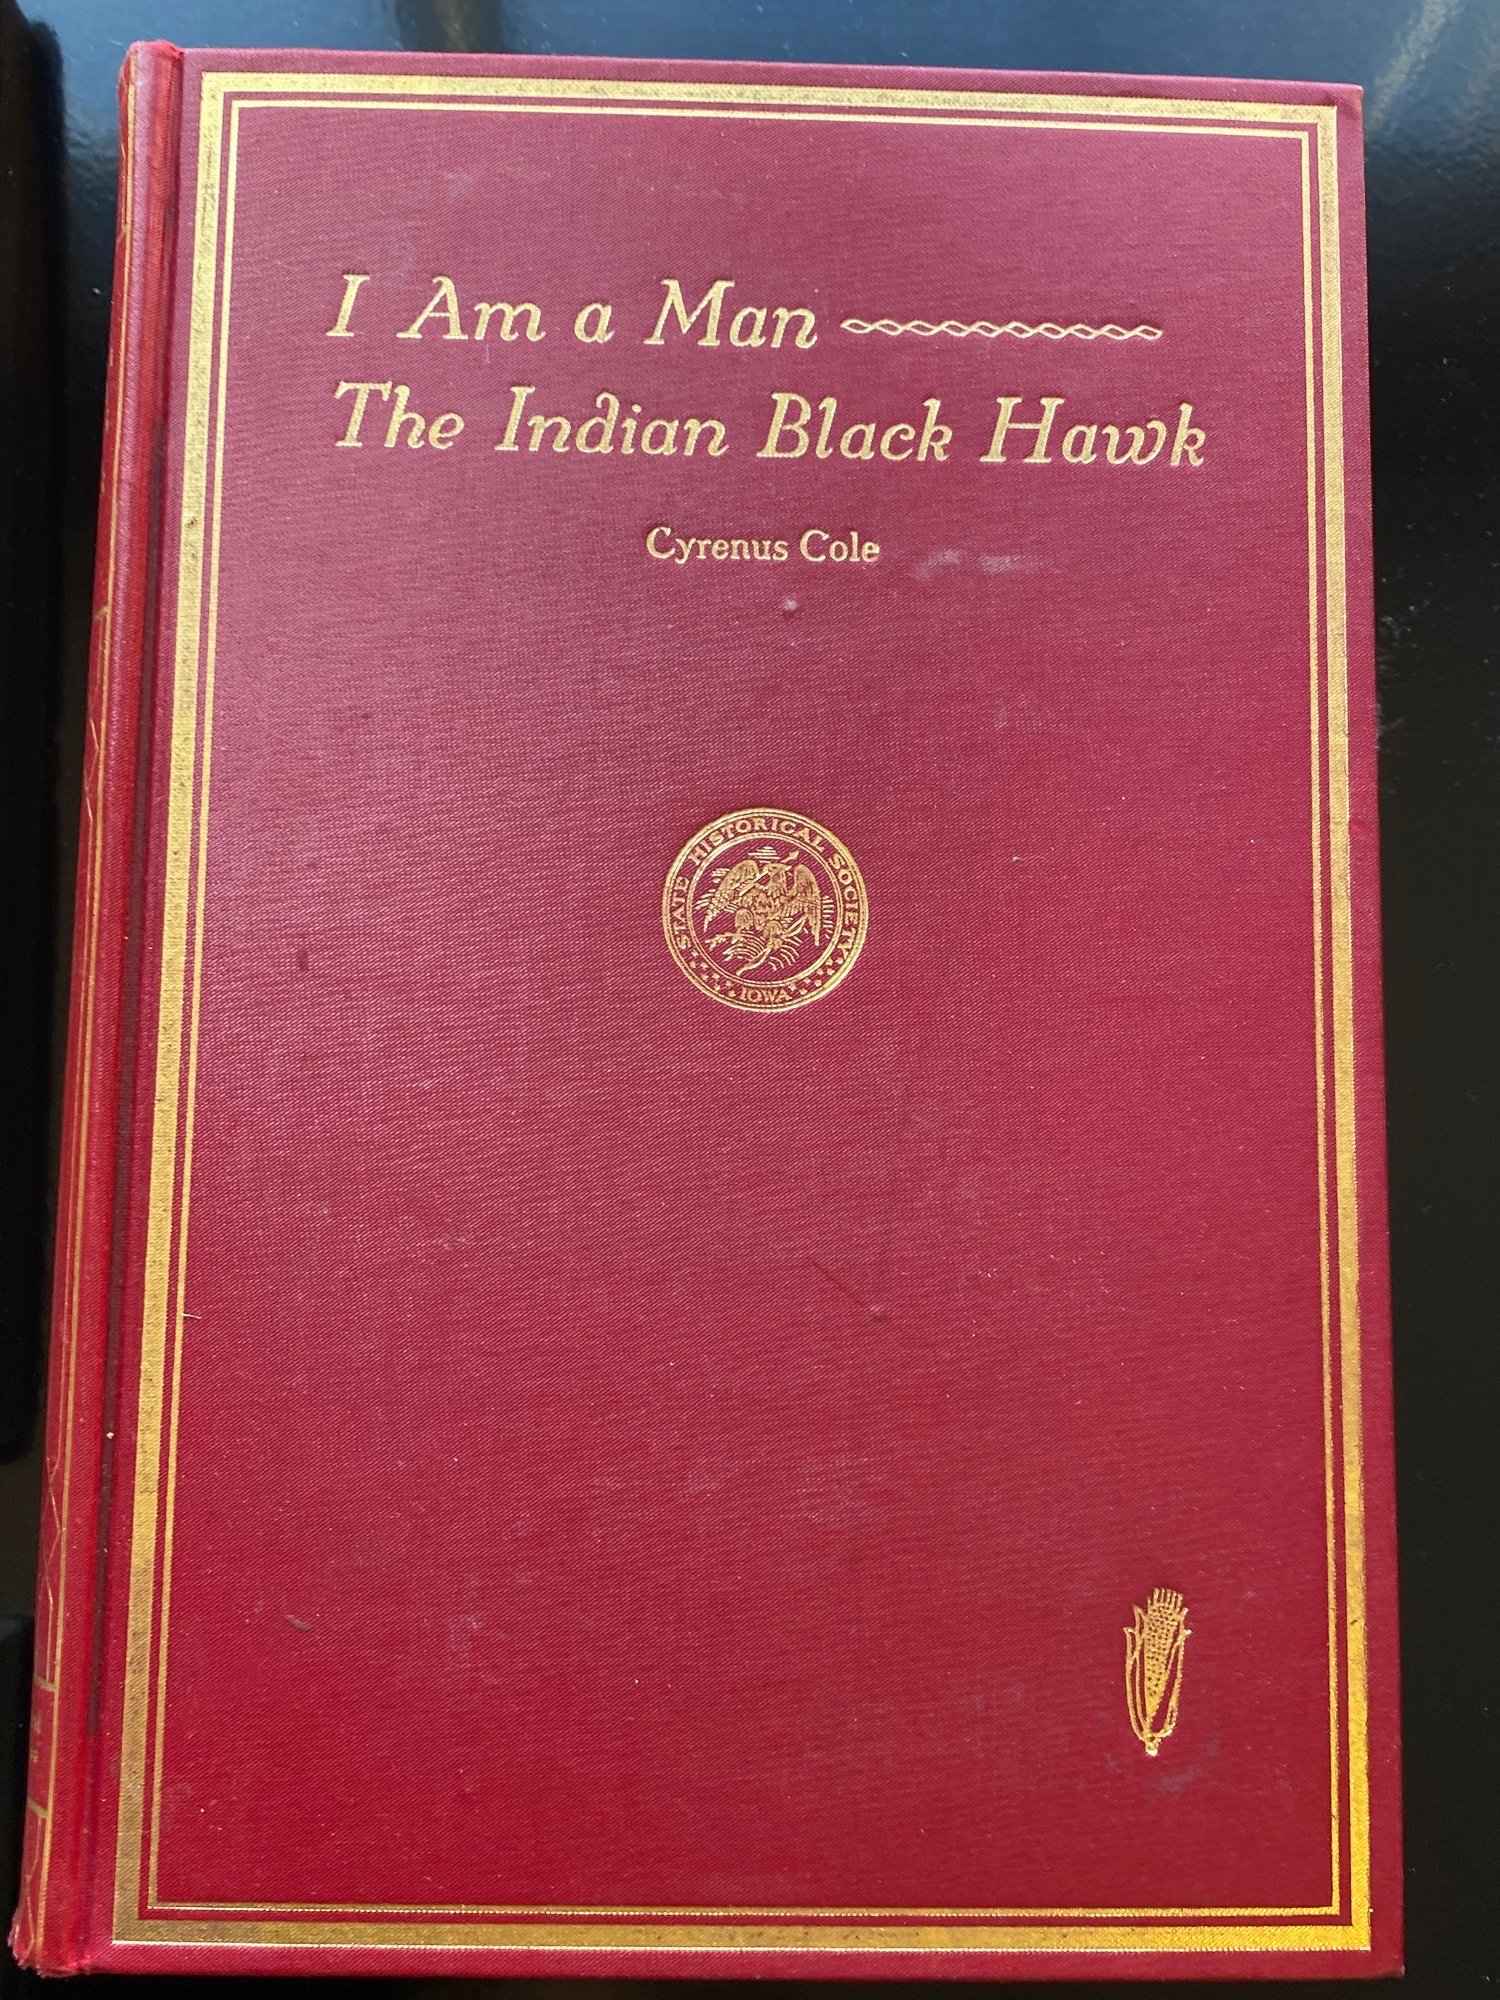 I Am a Man
The Indian Black Hawk
Cyrenus Cole
STATE HISTORICAL SOCIETY
IOWA